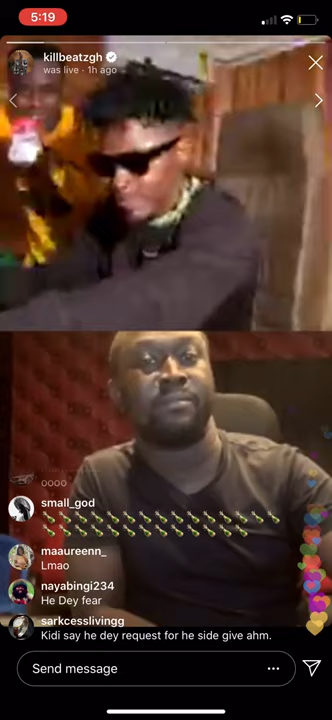 5:19
killbeatzgh
was live · 1h ago
oooo
small_god
🍾🍾🍾🍾🍾🍾🍾🍾🍾🍾🍾🍾🍾🍾🍾
🍾🍾🍾🍾🍾🍾🍾🍾🍾🍾🍾🍾🍾
maaureenn_
Lmao
nayabingi234
He Dey fear
sarkcesslivingg
Kidi say he dey request for he side give ahm.
Send message